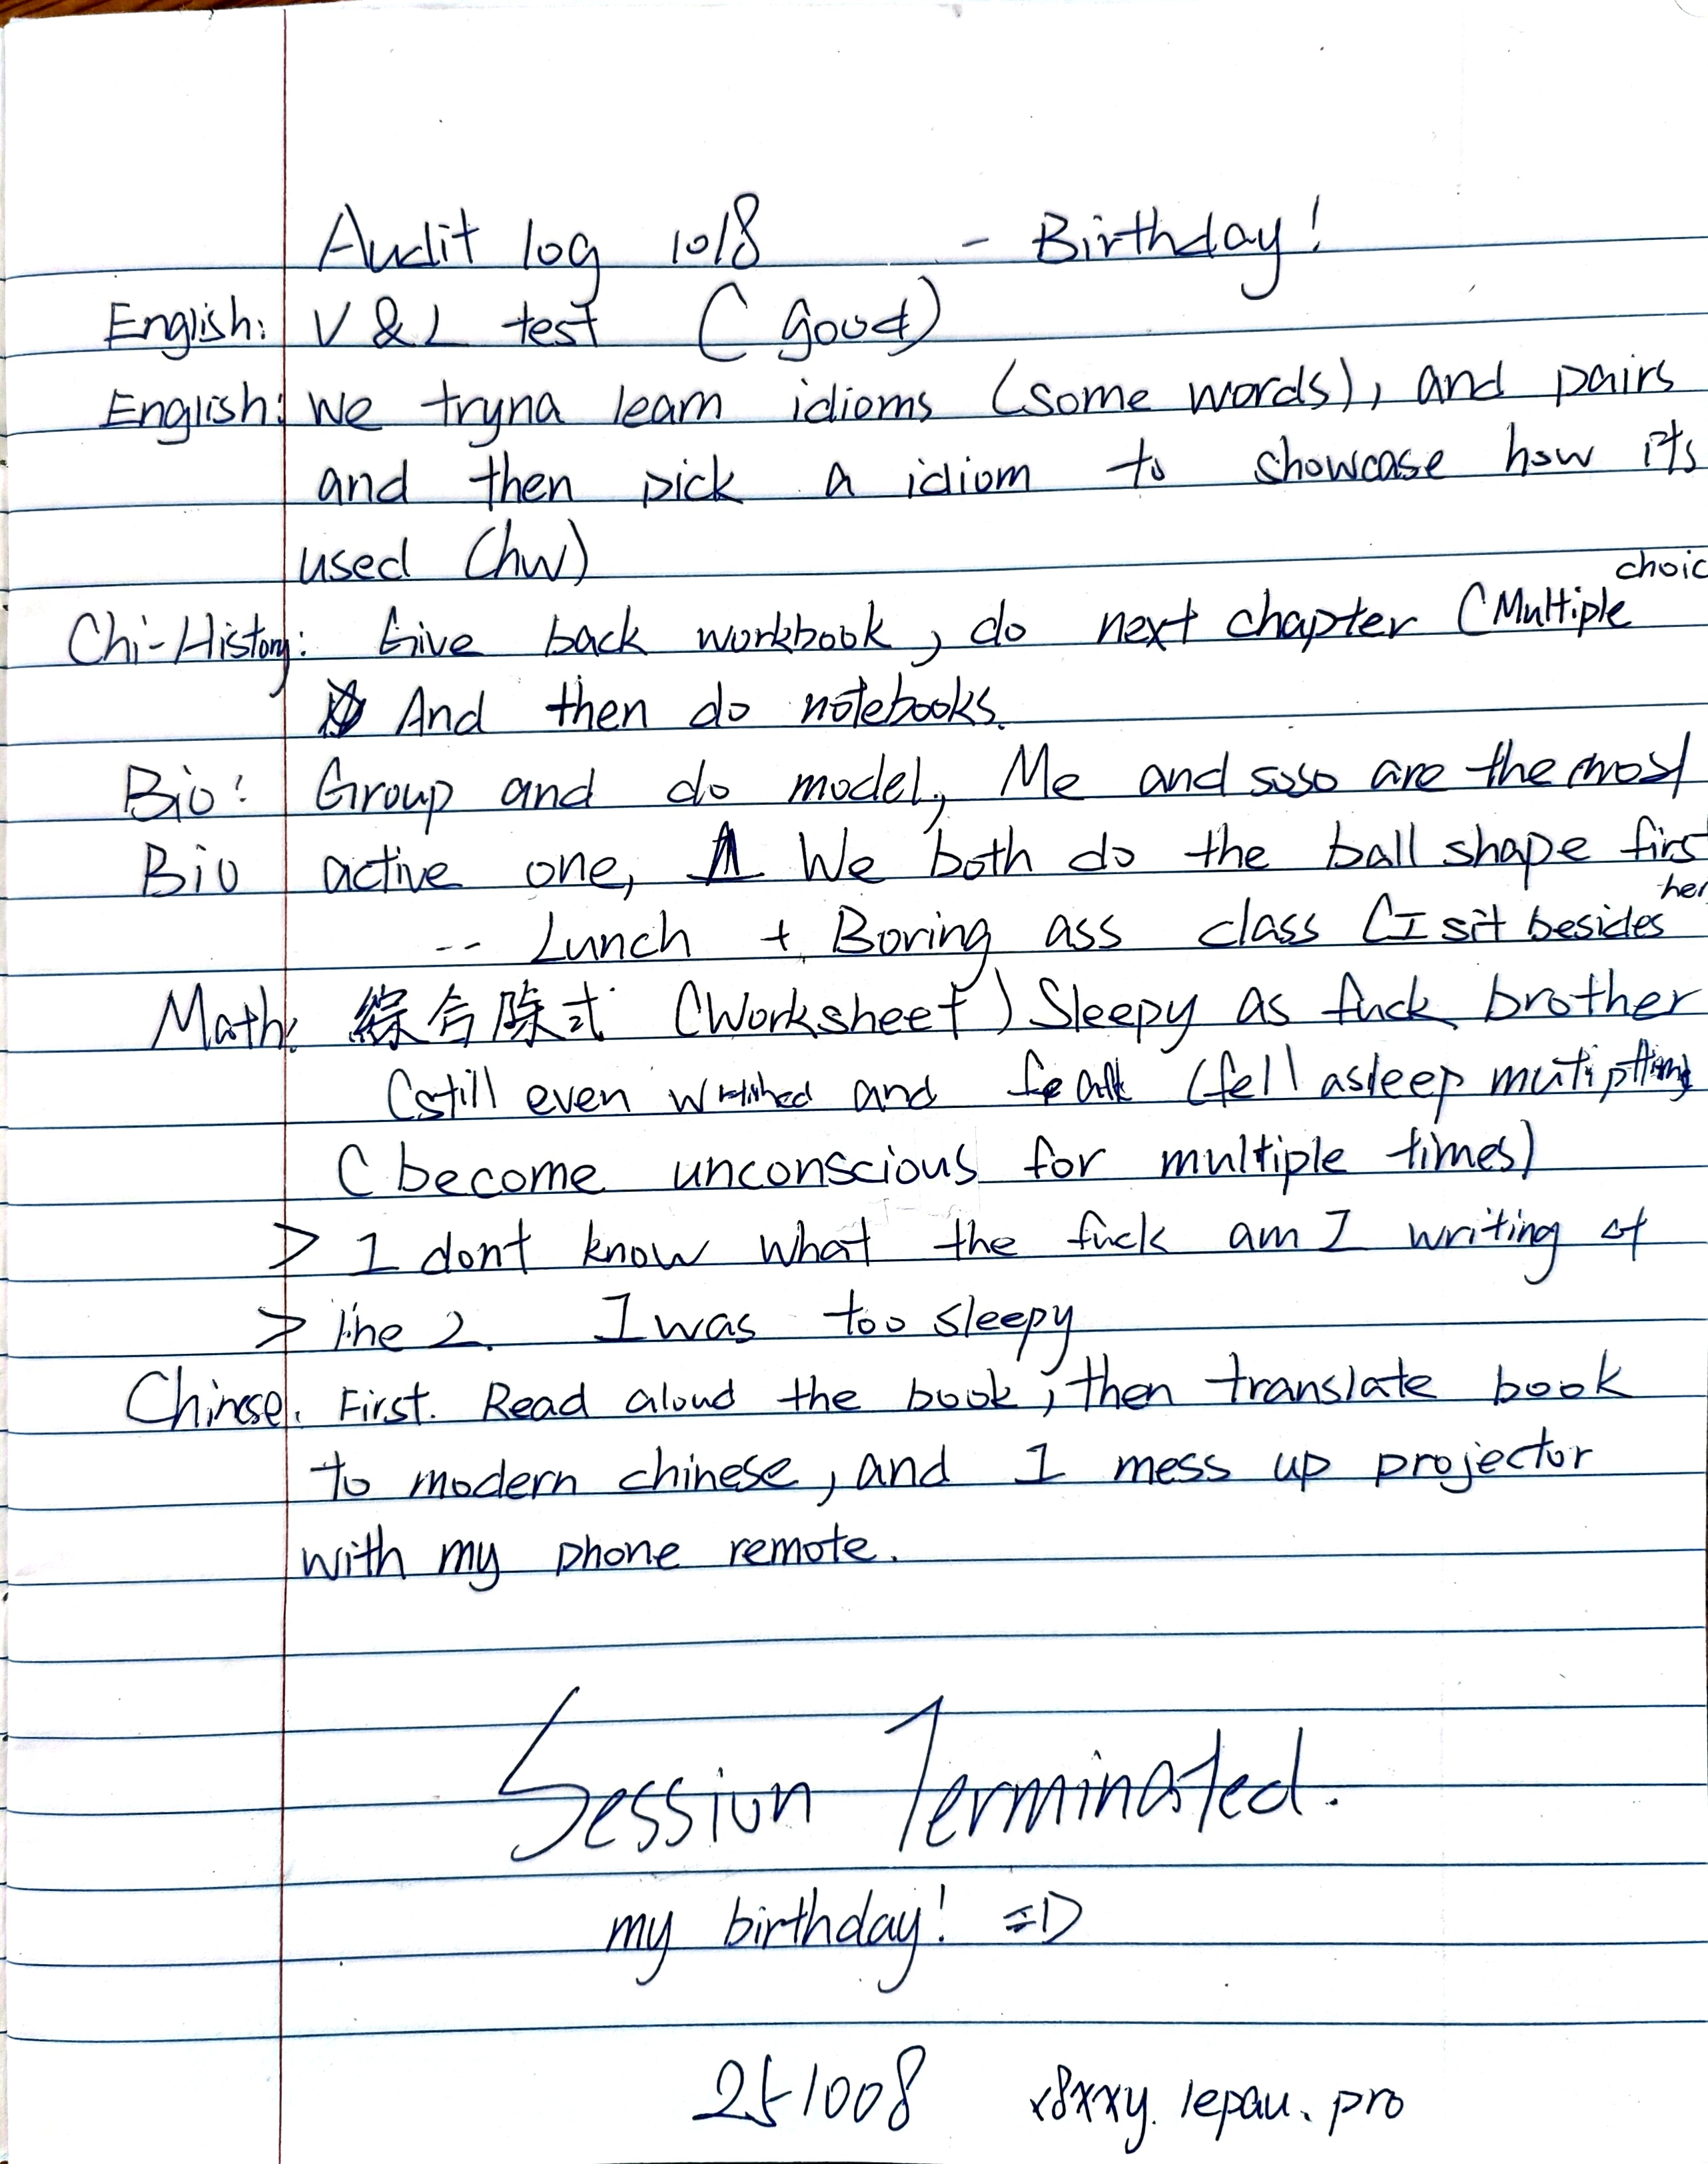 Audit log 1018 - Birthday!
English: V & L test (good)
English: We tryna learn idioms (some words), and pairs
and then pick a idiom to showcase how its
used (hw)
Chi-History: Give back workbook, do next chapter (Multiple choic
And then do notebooks.
Bio: Group and do model, Me and soso are the most
Bio active one, We both do the ball shape firs
-- Lunch + Boring ass class (I sit besides her
Math: 綜合除式 (Worksheet) Sleepy as fuck brother
(still even and (fell asleep
(become unconscious for multiple times)
> I dont know what the fuck am I writing at
> line 2. I was too sleepy
Chinese. First. Read aloud the book, then translate book
to modern chinese, and I mess up projector
with my phone remote.
Session Terminated.
my birthday! =D
251008 x8xxy.lepau.pro